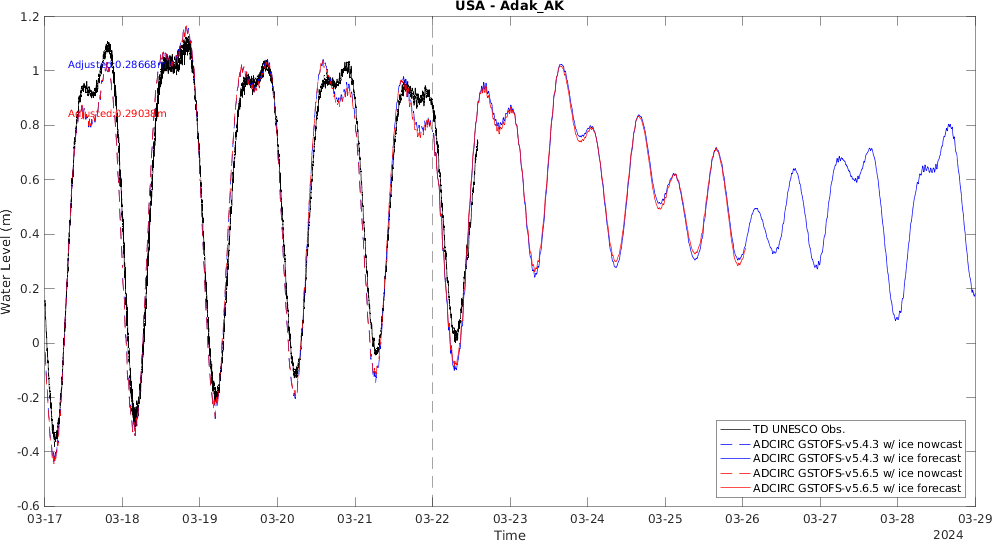 USA - Adak_AK
1.2
1
0.8
0.6
0.4
0.2
0
-0.2
-0.4
-0.6
Water Level (m)
Adjusted:0.28668m
Adjusted:0.29038m
TD UNESCO Obs.
ADCIRC GSTOFS-v5.4.3 w/ ice nowcast
ADCIRC GSTOFS-v5.4.3 w/ ice forecast
ADCIRC GSTOFS-v5.6.5 w/ ice nowcast
ADCIRC GSTOFS-v5.6.5 w/ ice forecast
03-17 03-18 03-19 03-20 03-21 03-22 03-23 03-24 03-25 03-26 03-27 03-28 03-29
Time
2024